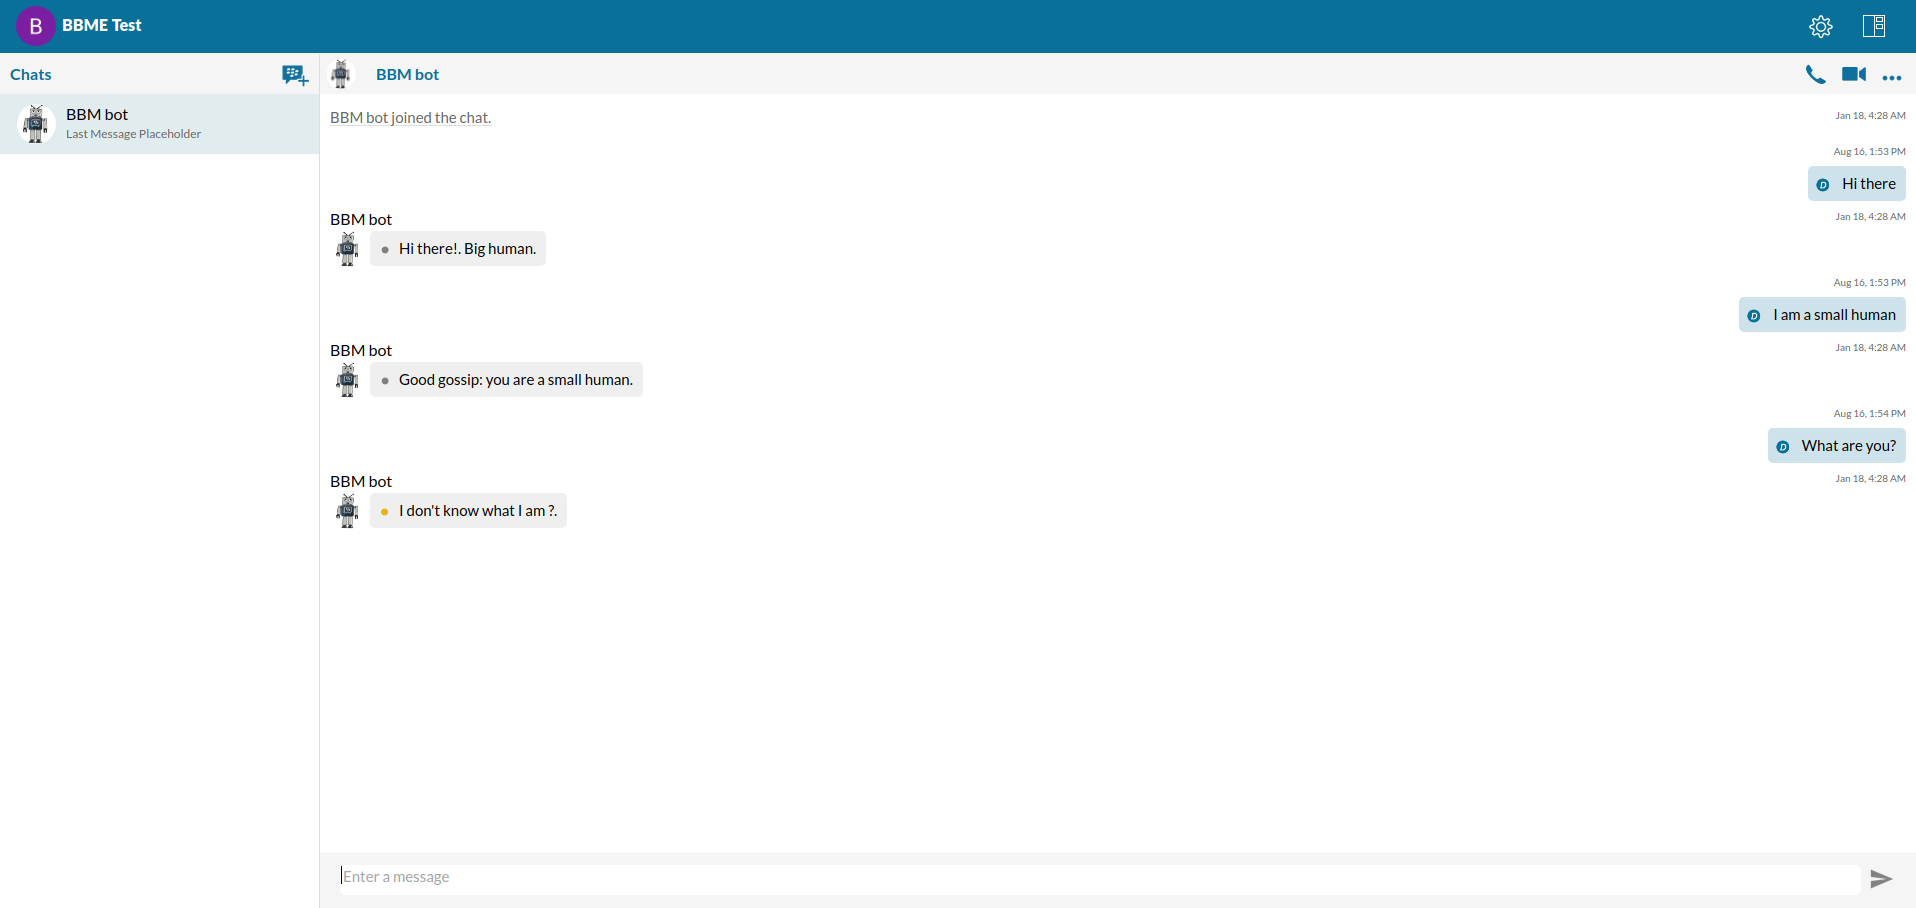 B BBME Test
Chats
BBM bot
BBM bot
Last Message Placeholder
BBM bot joined the chat.
Jan 18, 4:28 AM
Aug 16, 1:53 PM
D Hi there
Jan 18, 4:28 AM
BBM bot
Hi there!. Big human.
Aug 16, 1:53 PM
D I am a small human
Jan 18, 4:28 AM
BBM bot
Good gossip: you are a small human.
Aug 16, 1:54 PM
D What are you?
Jan 18, 4:28 AM
BBM bot
I don't know what I am ?.
Enter a message